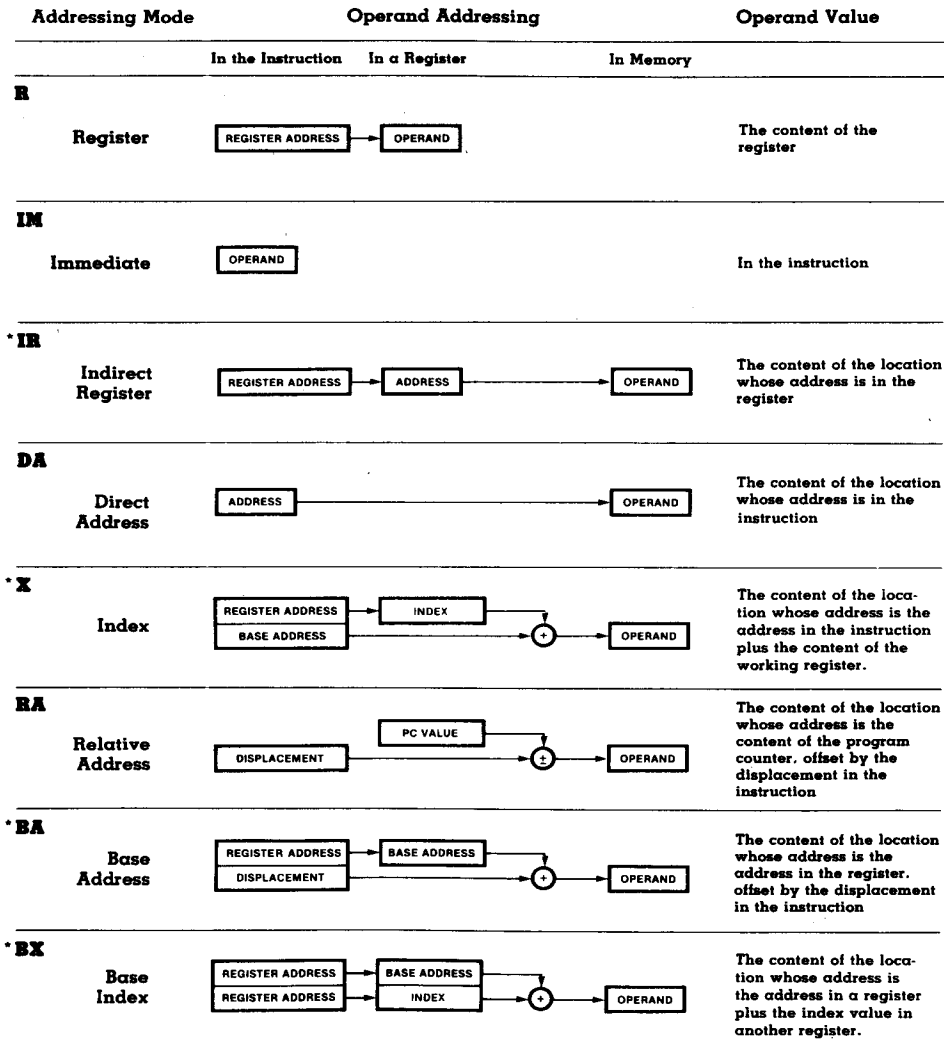 Addressing Mode Operand Addressing Operand Value
In the Instruction In a Register In Memory
R
Register
REGISTER ADDRESS OPERAND
The content of the
register
IM
Immediate
OPERAND
In the instruction
*IR
Indirect
Register
REGISTER ADDRESS ADDRESS OPERAND
The content of the location
whose address is in the
register
DA
Direct
Address
ADDRESS OPERAND
The content of the location
whose address is in the
instruction
*X
Index
REGISTER ADDRESS INDEX
BASE ADDRESS + OPERAND
The content of the loca-
tion whose address is the
address in the instruction
plus the content of the
working register.
RA
Relative
Address
PC VALUE
DISPLACEMENT ± OPERAND
The content of the location
whose address is the
content of the program
counter, offset by the
displacement in the
instruction
*BA
Base
Address
REGISTER ADDRESS BASE ADDRESS
DISPLACEMENT + OPERAND
The content of the location
whose address is the
address in the register,
offset by the displacement
in the instruction
*BX
Base
Index
REGISTER ADDRESS BASE ADDRESS
REGISTER ADDRESS INDEX + OPERAND
The content of the loca-
tion whose address is
the address in a register
plus the index value in
another register.